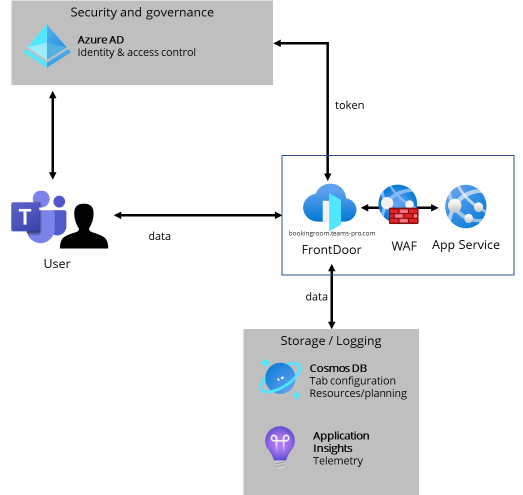 Security and governance
Azure AD
Identity & access control
token
T
bookingroom.teams-pro.com
FrontDoor
WAF
App Service
data
User
data
Storage / Logging
Cosmos DB
Tab configuration
Resources/planning
Application
Insights
Telemetry